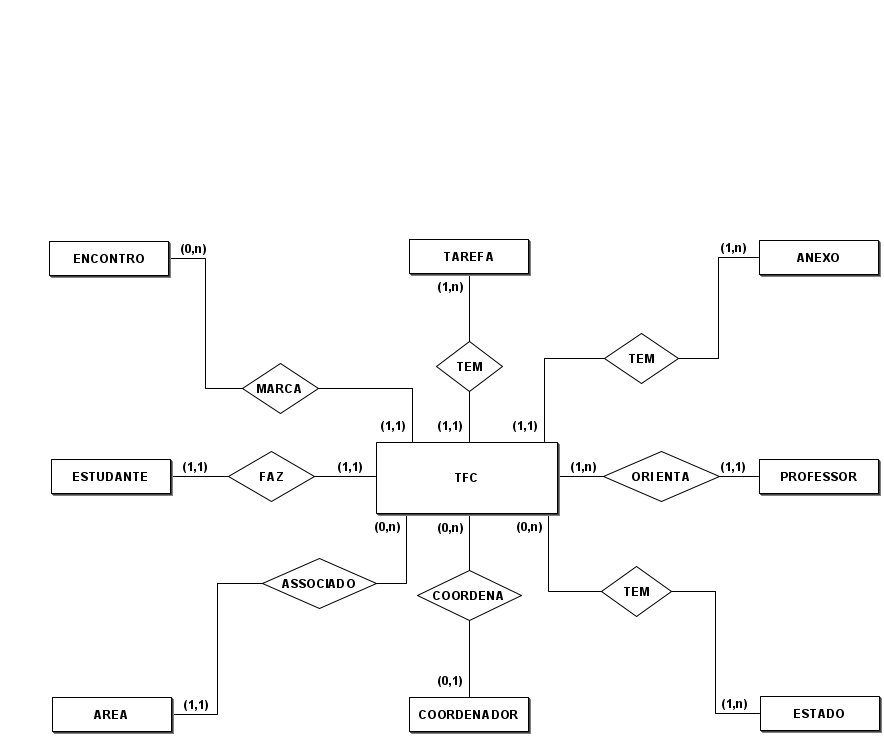 ENCONTRO
(0,n)
TAREFA
(1,n)
(1,n)
ANEXO
MARCA
TEM
TEM
(1,1)
(1,1)
(1,1)
ESTUDANTE
(1,1)
FAZ
(1,1)
TFC
(1,n)
ORIENTA
(1,1)
PROFESSOR
(0,n)
(0,n)
(0,n)
ASSOCIADO
COORDENA
TEM
AREA
(1,1)
(0,1)
COORDENADOR
(1,n)
ESTADO